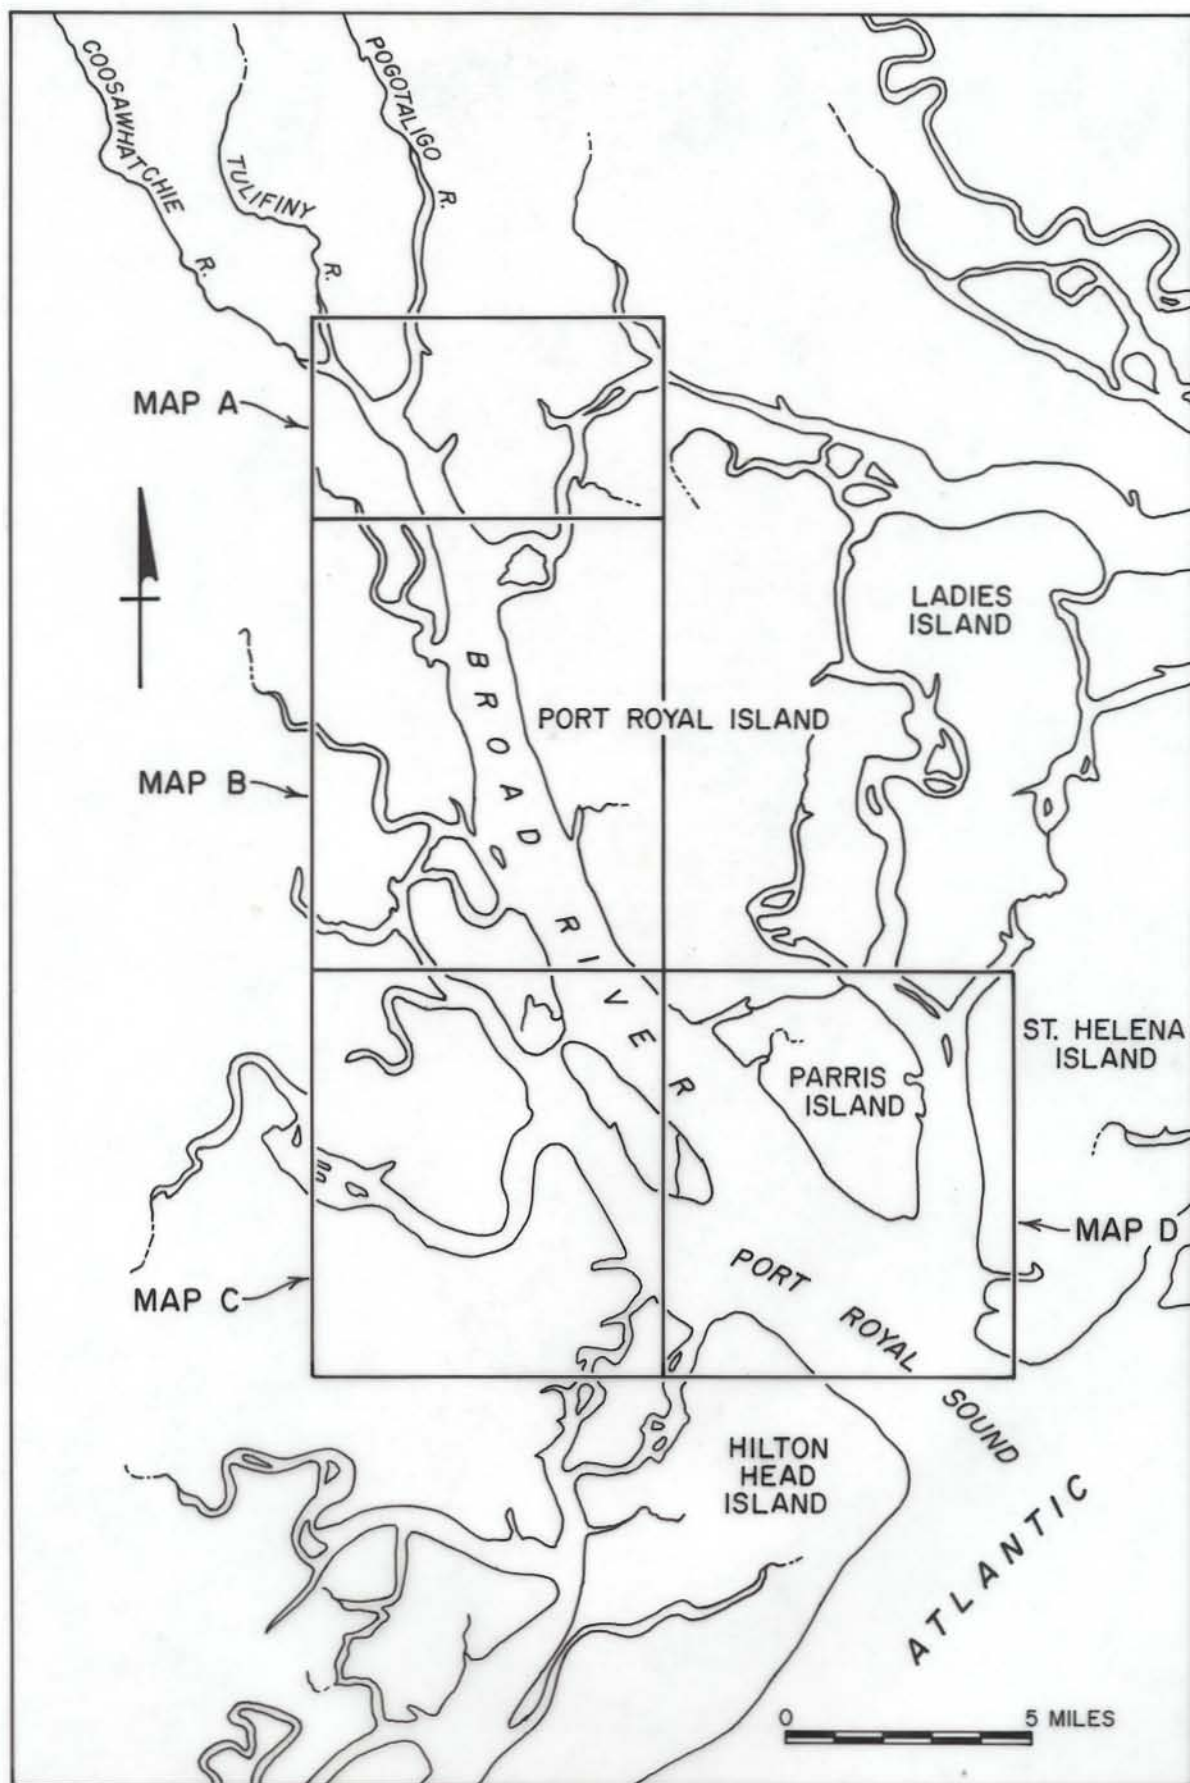 COOSAWHATCHIE R.
TULIFINY R.
POGOTALIGO R.
MAP A
LADIES
ISLAND
BROAD RIVER
PORT ROYAL ISLAND
MAP B
ST. HELENA
ISLAND
PARRIS
ISLAND
MAP D
MAP C
PORT ROYAL SOUND
HILTON
HEAD
ISLAND
ATLANTIC
0 5 MILES